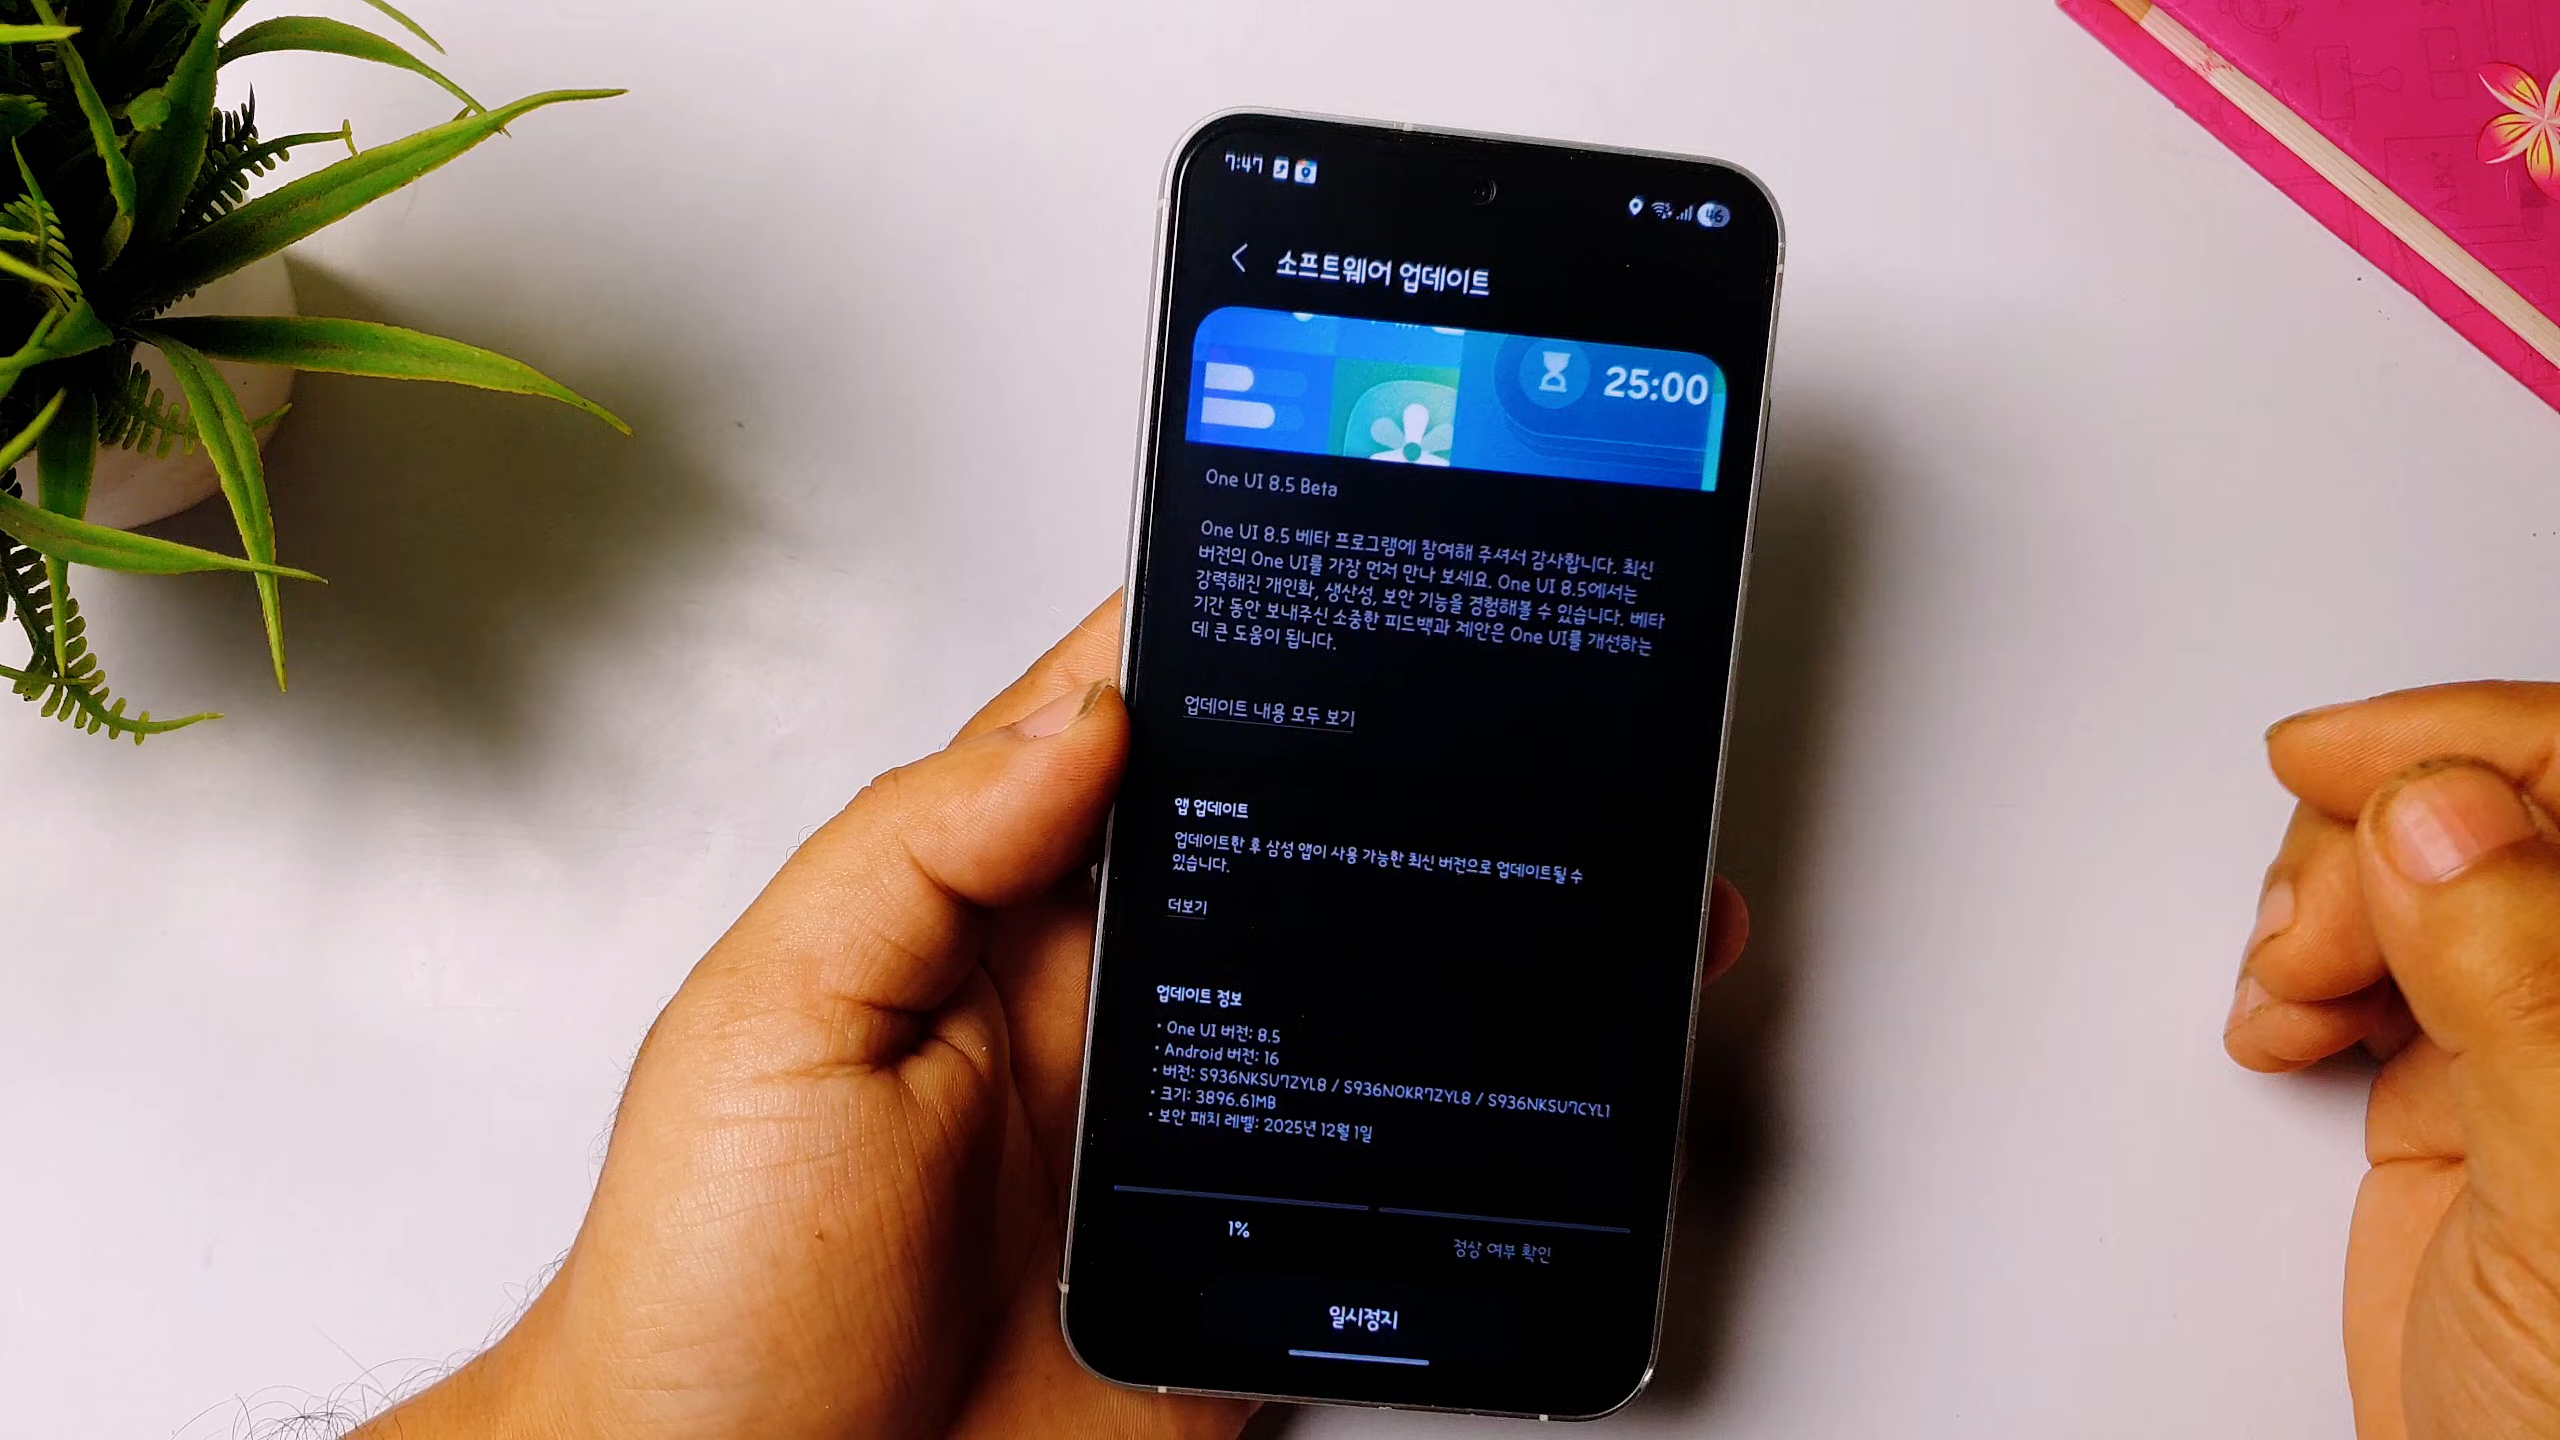 7:47
46
소프트웨어 업데이트
25:00
One UI 8.5 Beta
One UI 8.5 베타 프로그램에 참여해 주셔서 감사합니다. 최신
버전의 One UI를 가장 먼저 만나 보세요. One UI 8.5에서는
강력해진 개인화, 생산성, 보안 기능을 경험해볼 수 있습니다. 베타
기간 동안 보내주신 소중한 피드백과 제안은 One UI를 개선하는
데 큰 도움이 됩니다.
업데이트 내용 모두 보기
앱 업데이트
업데이트한 후 삼성 앱이 사용 가능한 최신 버전으로 업데이트될 수
있습니다.
더보기
업데이트 정보
• One UI 버전: 8.5
• Android 버전: 16
• 버전: S936NKSU7ZYL8 / S936NOKR7ZYL8 / S936NKSU7CYL1
• 크기: 3896.61MB
• 보안 패치 레벨: 2025년 12월 1일
1%
정상 여부 확인
일시정지
ABC